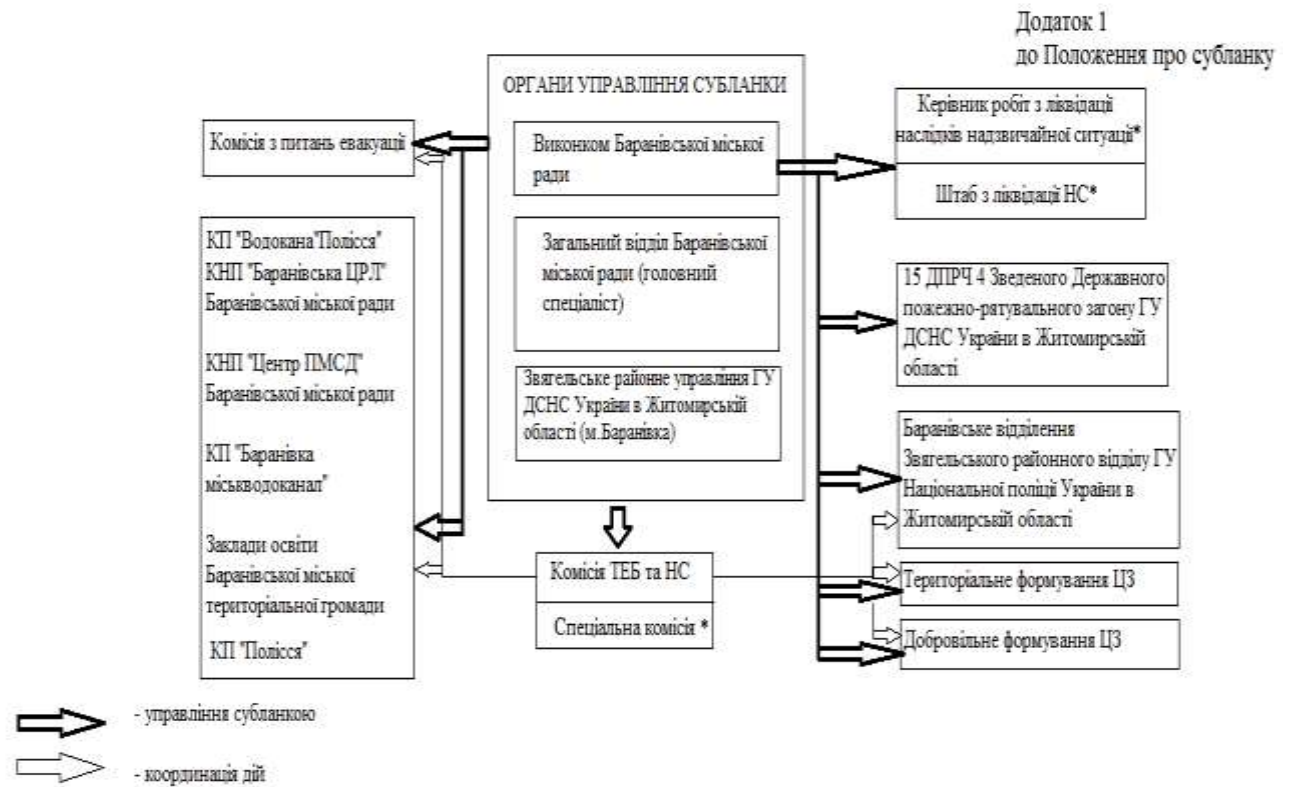 Додаток 1
до Положення про субланку
ОРГАНИ УПРАВЛІННЯ СУБЛАНКИ
Виконком Баранівської міської
ради
Загальний відділ Баранівської
міської ради (головний
спеціаліст)
Звягельське районне управління ГУ
ДСНС України в Житомирській
області (м.Баранівка)
Комісія з питань евакуації
КП "Водокана"Полісся"
КНП "Баранівська ЦРЛ"
Баранівської міської ради
КНП "Центр ПМСД"
Баранівської міської ради
КП "Баранівка
міськводоканал"
Заклади освіти
Баранівської міської
територіальної громади
КП "Полісся"
Комісія ТЕБ та НС
Спеціальна комісія *
Керівник робіт з ліквідації
наслідків надзвичайної ситуації*
Штаб з ліквідації НС*
15 ДПРЧ 4 Зведеного Державного
пожежно-рятувального загону ГУ
ДСНС України в Житомирській
області
Баранівське відділення
Звягельського районного відділу ГУ
Національної поліції України в
Житомирській області
Територіальне формування ЦЗ
Добровільне формування ЦЗ
- управління субланкою
- координація дій